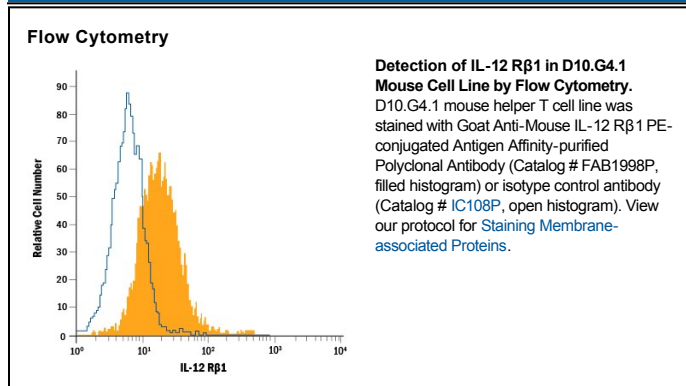 Flow Cytometry
Detection of IL-12 Rβ1 in D10.G4.1
Mouse Cell Line by Flow Cytometry.
D10.G4.1 mouse helper T cell line was
stained with Goat Anti-Mouse IL-12 Rβ1 PE-
conjugated Antigen Affinity-purified
Polyclonal Antibody (Catalog # FAB1998P,
filled histogram) or isotype control antibody
(Catalog # IC108P, open histogram). View
our protocol for Staining Membrane-
associated Proteins.
Relative Cell Number
90
80
70
60
50
40
30
20
10
0
10⁰ 10¹ 10² 10³ 10⁴
IL-12 Rβ1